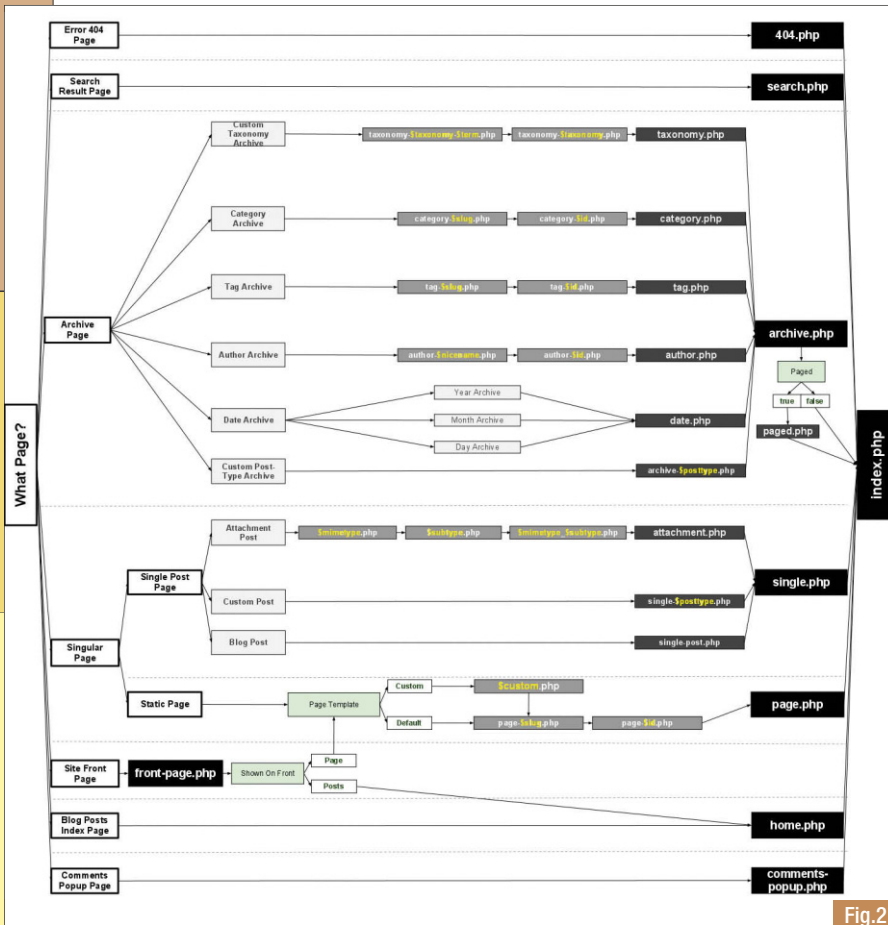 Error 404
Page
404.php
Search
Result Page
search.php
Custom
Taxonomy
Archive
taxonomy-$taxonomy-$term.php
taxonomy-$taxonomy.php
taxonomy.php
Category
Archive
category-$slug.php
category-$id.php
category.php
Tag Archive
tag-$slug.php
tag-$id.php
tag.php
Archive
Page
archive.php
Author Archive
author-$nicename.php
author-$id.php
author.php
Paged
true
false
paged.php
Date Archive
Year Archive
Month Archive
Day Archive
date.php
What Page?
index.php
Custom Post-
Type Archive
archive-$posttype.php
Attachment
Post
$mimetype.php
$subtype.php
$mimetype_$subtype.php
attachment.php
Single Post
Page
single.php
Custom Post
single-$posttype.php
Blog Post
single-post.php
Singular
Page
Static Page
Page Template
Custom
$custom.php
Default
page-$slug.php
page-$id.php
page.php
Site Front
Page
front-page.php
Shown On Front
Page
Posts
Blog Posts
Index Page
home.php
Comments
Popup Page
comments-
popup.php
Fig.2